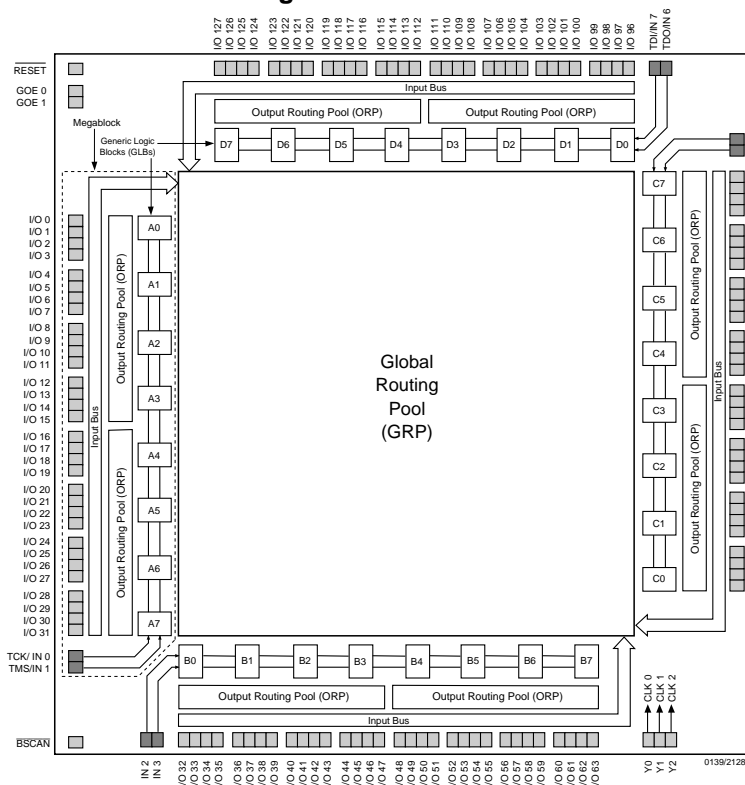 I/O 127
I/O 126
I/O 125
I/O 124
I/O 123
I/O 122
I/O 121
I/O 120
I/O 119
I/O 118
I/O 117
I/O 116
I/O 115
I/O 114
I/O 113
I/O 112
I/O 111
I/O 110
I/O 109
I/O 108
I/O 107
I/O 106
I/O 105
I/O 104
I/O 103
I/O 102
I/O 101
I/O 100
I/O 99
I/O 98
I/O 97
I/O 96
TDI/IN 7
TDO/IN 6
RESET
GOE 0
GOE 1
Input Bus
Output Routing Pool (ORP)
Output Routing Pool (ORP)
Megablock
Generic Logic
Blocks (GLBs)
D7
D6
D5
D4
D3
D2
D1
D0
I/O 0
I/O 1
I/O 2
I/O 3
I/O 4
I/O 5
I/O 6
I/O 7
I/O 8
I/O 9
I/O 10
I/O 11
I/O 12
I/O 13
I/O 14
I/O 15
I/O 16
I/O 17
I/O 18
I/O 19
I/O 20
I/O 21
I/O 22
I/O 23
I/O 24
I/O 25
I/O 26
I/O 27
I/O 28
I/O 29
I/O 30
I/O 31
TCK/ IN 0
TMS/IN 1
Input Bus
Output Routing Pool (ORP)
Output Routing Pool (ORP)
A0
A1
A2
A3
A4
A5
A6
A7
Global
Routing
Pool
(GRP)
C7
C6
C5
C4
C3
C2
C1
C0
Output Routing Pool (ORP)
Output Routing Pool (ORP)
Input Bus
B0
B1
B2
B3
B4
B5
B6
B7
Output Routing Pool (ORP)
Output Routing Pool (ORP)
Input Bus
CLK 0
CLK 1
CLK 2
BSCAN
IN 2
IN 3
/O 32
/O 33
/O 34
/O 35
/O 36
/O 37
/O 38
/O 39
/O 40
/O 41
/O 42
/O 43
/O 44
/O 45
/O 46
/O 47
/O 48
/O 49
/O 50
/O 51
/O 52
/O 53
/O 54
/O 55
/O 56
/O 57
/O 58
/O 59
/O 60
/O 61
/O 62
/O 63
Y0
Y1
Y2
0139/2128